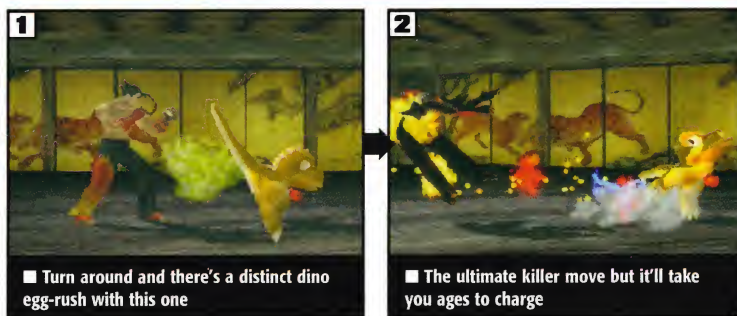 1
2
■ Turn around and there's a distinct dino
egg-rush with this one
■ The ultimate killer move but it'll take
you ages to charge